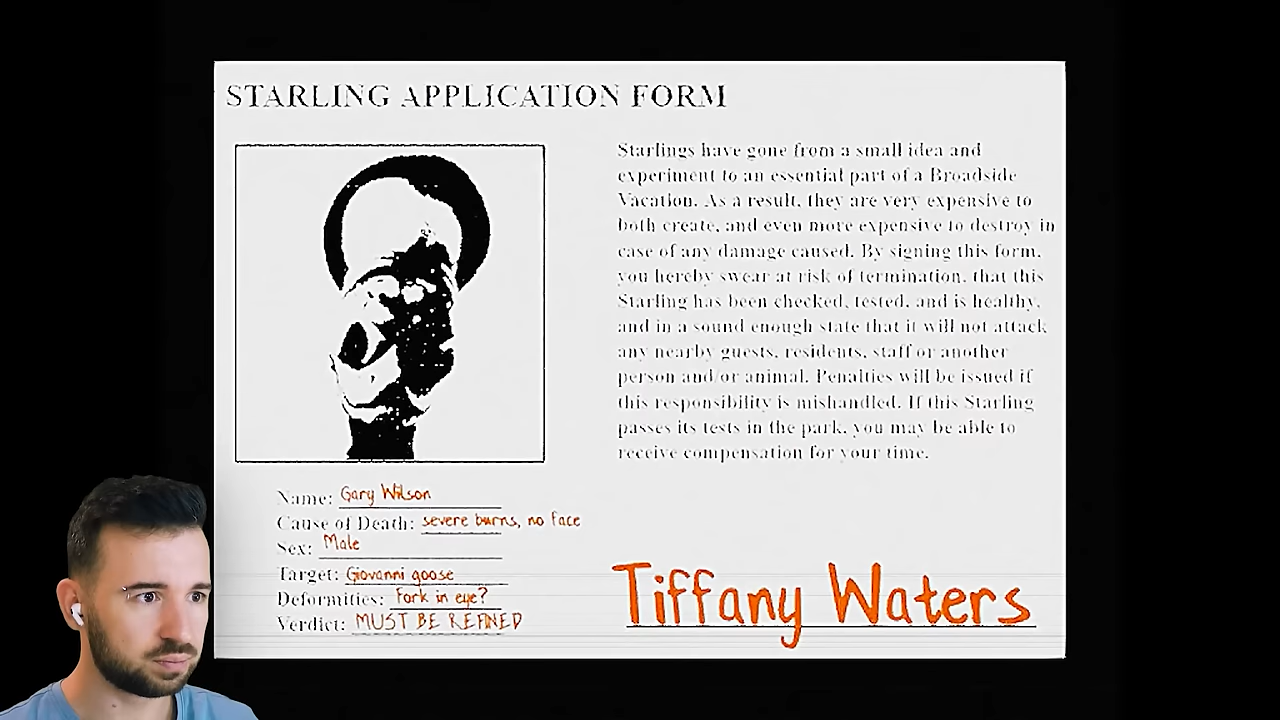 STARLING APPLICATION FORM
Starlings have gone from a small idea and
experiment to an essential part of a Broadside
Vacation. As a result, they are very expensive to
both create, and even more expensive to destroy in
case of any damage caused. By signing this form,
you hereby swear at risk of termination, that this
Starling has been checked, tested, and is healthy,
and in a sound enough state that it will not attack
any nearby guests, residents, staff or another
person and/or animal. Penalties will be issued if
this responsibility is mishandled. If this Starling
passes its tests in the park, you may be able to
receive compensation for your time.
Name: Gary Wilson
Cause of Death: severe burns, no face
Sex: Male
Target: Giovanni goose
Deformities: Fork in eye?
Verdict: MUST BE REFINED
Tiffany Waters